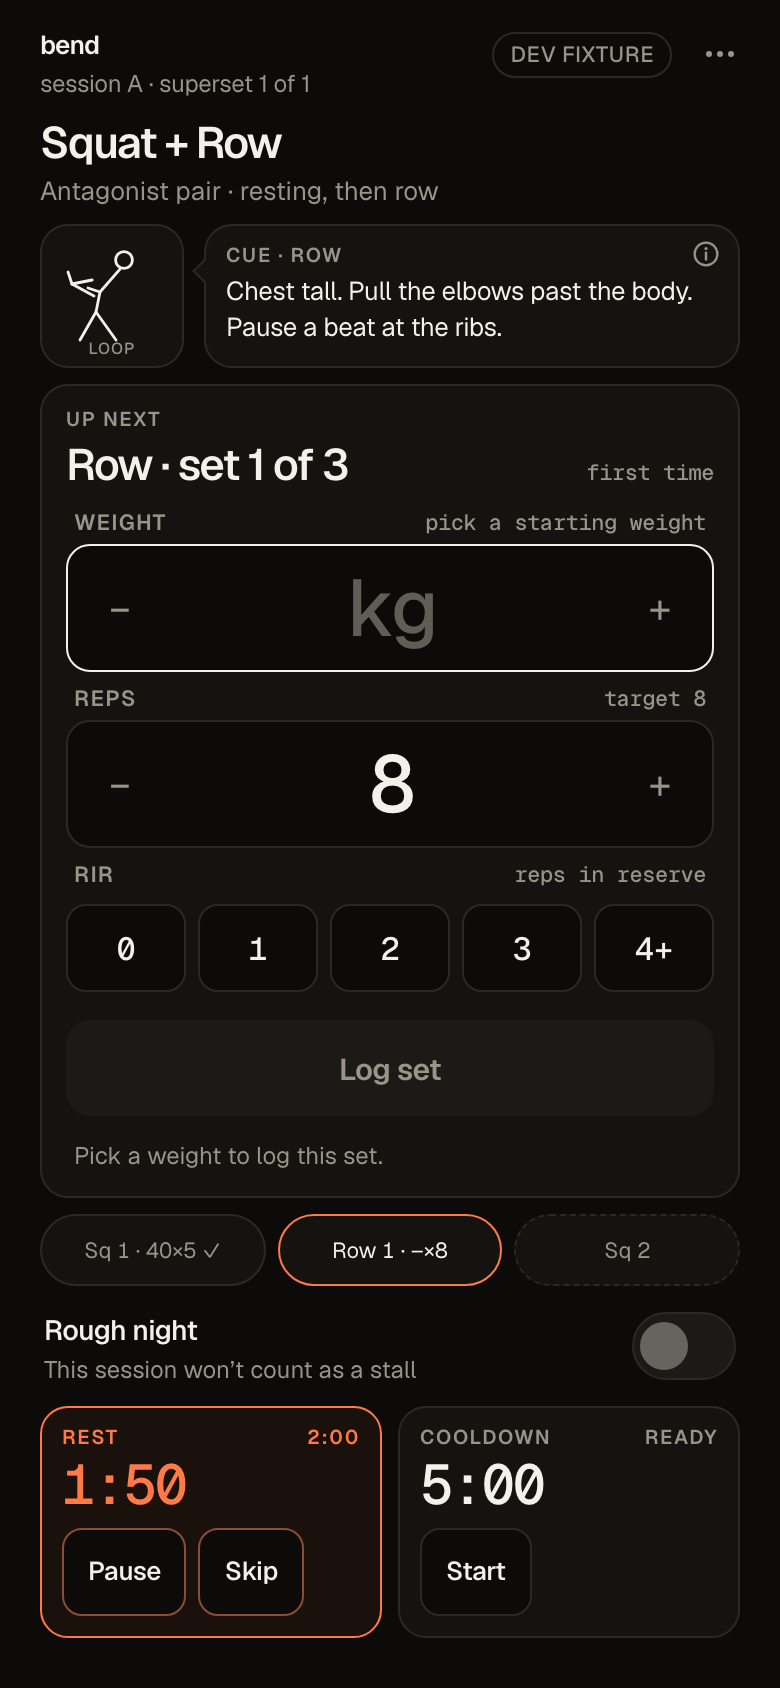 bend
DEV FIXTURE
session A · superset 1 of 1
Squat + Row
Antagonist pair · resting, then row
LOOP
CUE · ROW
Chest tall. Pull the elbows past the body.
Pause a beat at the ribs.
UP NEXT
Row · set 1 of 3
first time
WEIGHT
pick a starting weight
− kg +
REPS
target 8
− 8 +
RIR
reps in reserve
0 1 2 3 4+
Log set
Pick a weight to log this set.
Sq 1 · 40×5 ✓
Row 1 · –×8
Sq 2
Rough night
This session won’t count as a stall
REST 2:00
1:50
Pause Skip
COOLDOWN READY
5:00
Start